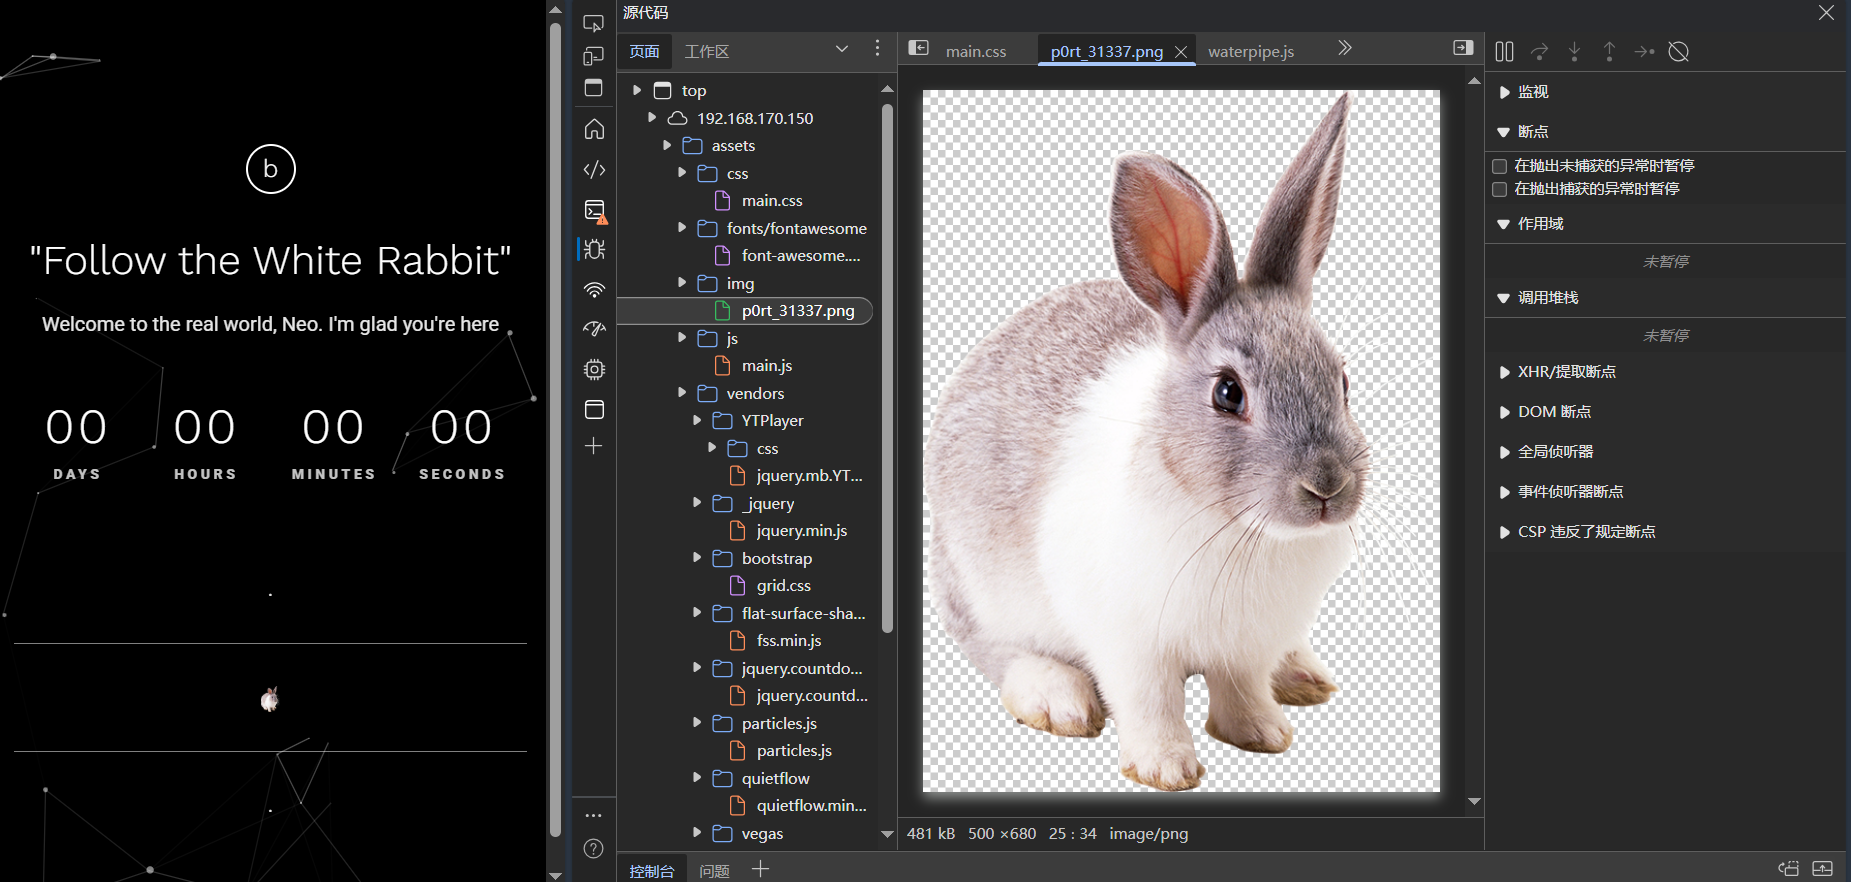 b
"Follow the White Rabbit"
Welcome to the real world, Neo. I'm glad you're here
00 00 00 00
DAYS HOURS MINUTES SECONDS
源代码
页面 工作区
top
192.168.170.150
assets
css
main.css
fonts/fontawesome
font-awesome....
img
p0rt_31337.png
js
main.js
vendors
YTPlayer
css
jquery.mb.YT...
_jquery
jquery.min.js
bootstrap
grid.css
flat-surface-sha...
fss.min.js
jquery.countdo...
jquery.countd...
particles.js
particles.js
quietflow
quietflow.min...
vegas
main.css p0rt_31337.png waterpipe.js
481 kB 500 ×680 25 : 34 image/png
监视
断点
在抛出未捕获的异常时暂停
在抛出捕获的异常时暂停
作用域
未暂停
调用堆栈
未暂停
XHR/提取断点
DOM 断点
全局侦听器
事件侦听器断点
CSP 违反了规定断点
控制台 问题